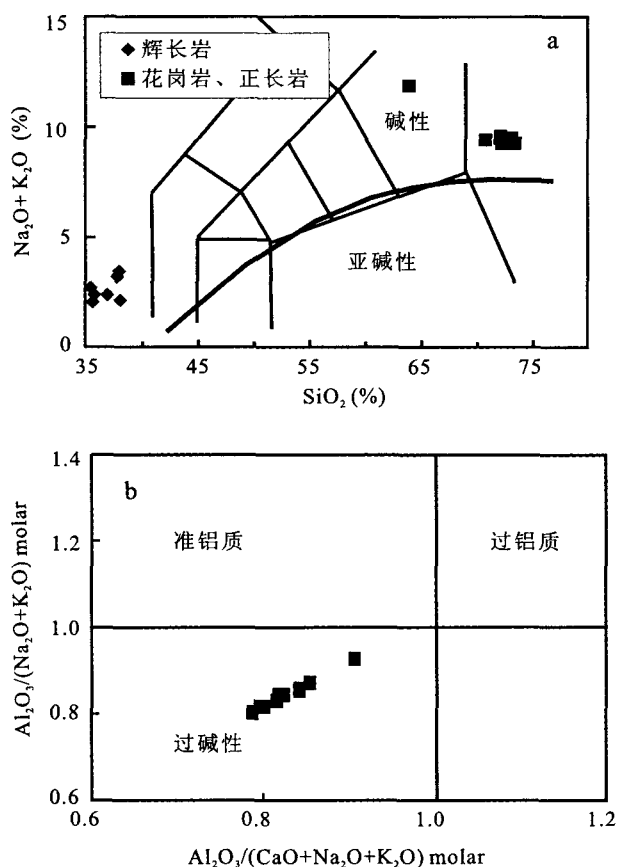 15
10
5
0
Na₂O+ K₂O (%)
◆ 辉长岩
■ 花岗岩、正长岩
a
碱性
亚碱性
35 45 55 65 75
SiO₂ (%)
1.4
1.2
1.0
0.8
0.6
Al₂O₃/(Na₂O+K₂O) molar
b
准铝质 过铝质
过碱性
0.6 0.8 1.0 1.2
Al₂O₃/(CaO+Na₂O+K₂O) molar